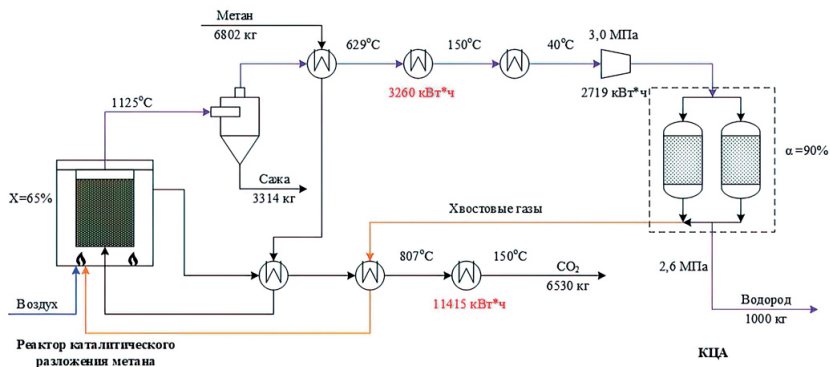 Метан
6802 кг
629°C
150°C
40°C
3,0 МПа
3260 кВт*ч
2719 кВт*ч
1125°C
α =90%
Сажа
3314 кг
X=65%
Хвостовые газы
807°C
150°C
CO₂
6530 кг
2,6 МПа
11415 кВт*ч
Воздух
Водород
1000 кг
Реактор каталитического
разложения метана
КЦА